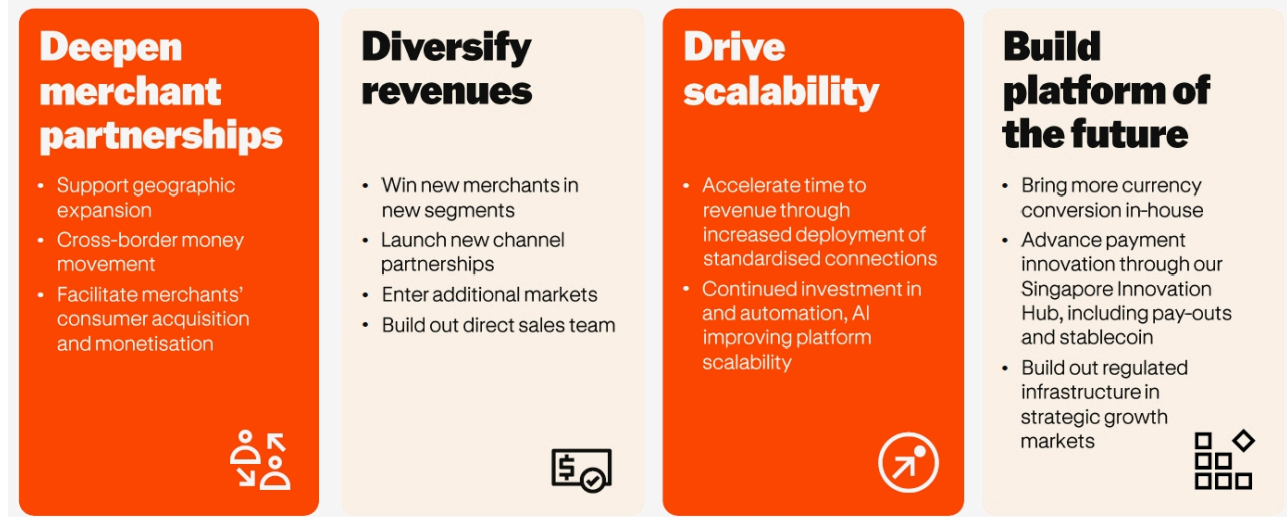 Deepen
merchant
partnerships
• Support geographic
expansion
• Cross-border money
movement
• Facilitate merchants’
consumer acquisition
and monetisation
Diversify
revenues
• Win new merchants in
new segments
• Launch new channel
partnerships
• Enter additional markets
• Build out direct sales team
$
Drive
scalability
• Accelerate time to
revenue through
increased deployment of
standardised connections
• Continued investment in
and automation, AI
improving platform
scalability
Build
platform of
the future
• Bring more currency
conversion in-house
• Advance payment
innovation through our
Singapore Innovation
Hub, including pay-outs
and stablecoin
• Build out regulated
infrastructure in
strategic growth
markets